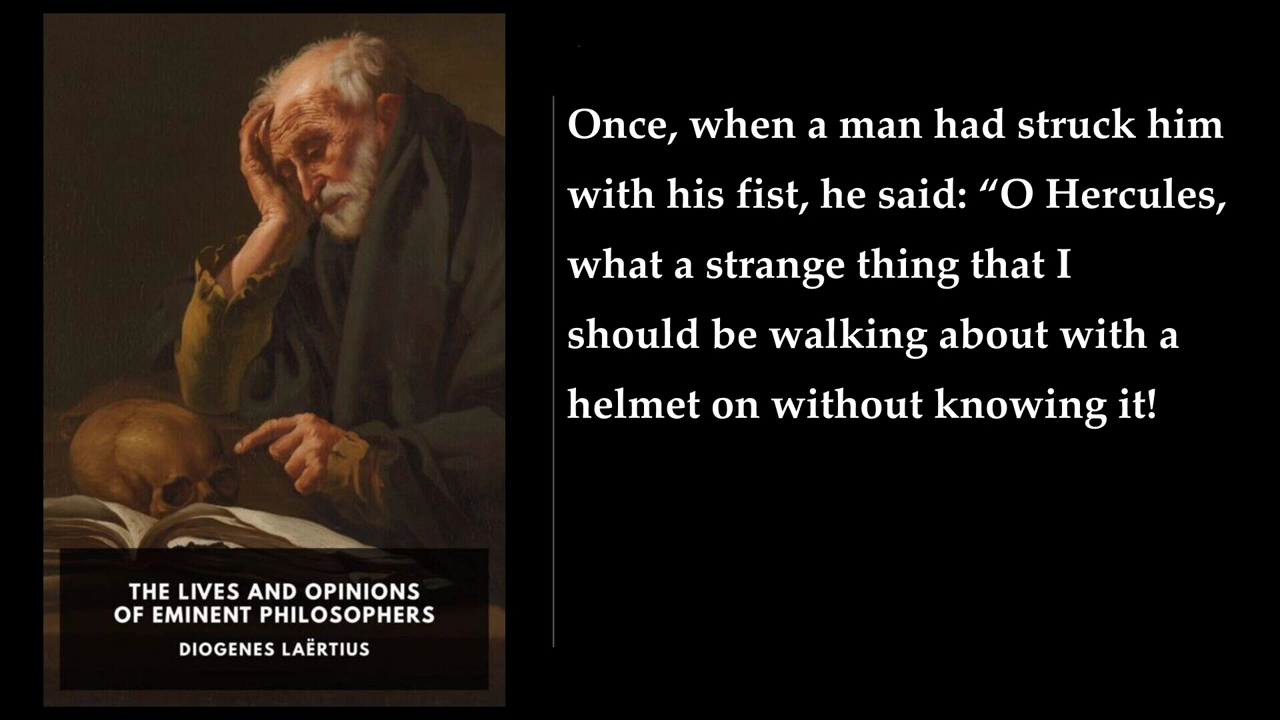 THE LIVES AND OPINIONS
OF EMINENT PHILOSOPHERS
DIOGENES LAËRTIUS
Once, when a man had struck him
with his fist, he said: “O Hercules,
what a strange thing that I
should be walking about with a
helmet on without knowing it!